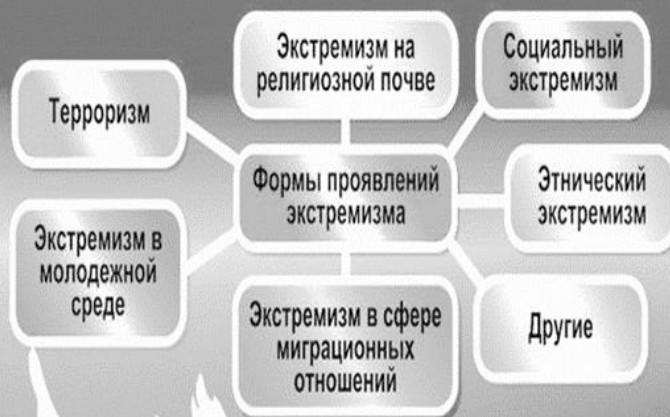 Экстремизм на
религиозной почве
Социальный
экстремизм
Терроризм
Формы проявлений
экстремизма
Этнический
экстремизм
Экстремизм в
молодежной
среде
Экстремизм в сфере
миграционных
отношений
Другие